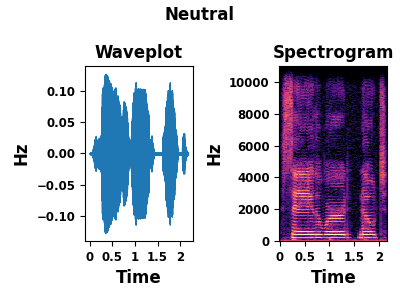 Neutral
Waveplot
Hz
0.10
0.05
0.00
−0.05
−0.10
0 0.5 1 1.5 2
Time
Spectrogram
Hz
10000
8000
6000
4000
2000
0
0 0.5 1 1.5 2
Time